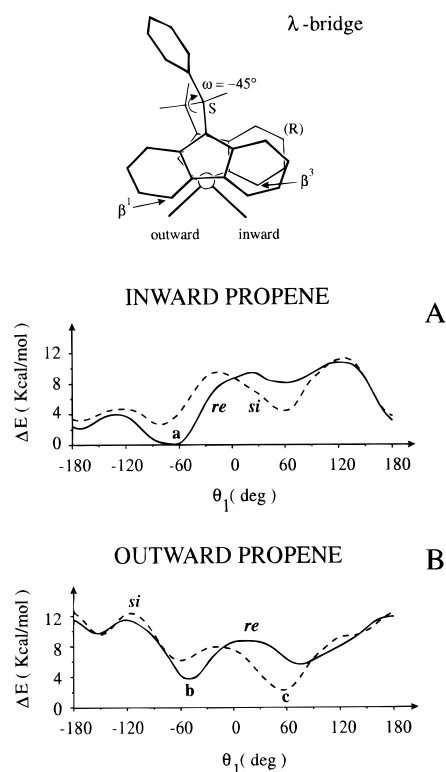 λ-bridge
ω = −45°
S
(R)
β¹
β³
outward inward
INWARD PROPENE
A
ΔE ( Kcal/mol )
12
8
4
0
a
re
si
-180 -120 -60 0 60 120 180
θ₁( deg )
OUTWARD PROPENE
B
ΔE ( Kcal/mol )
12
8
4
0
si
re
b
c
-180 -120 -60 0 60 120 180
θ₁( deg )